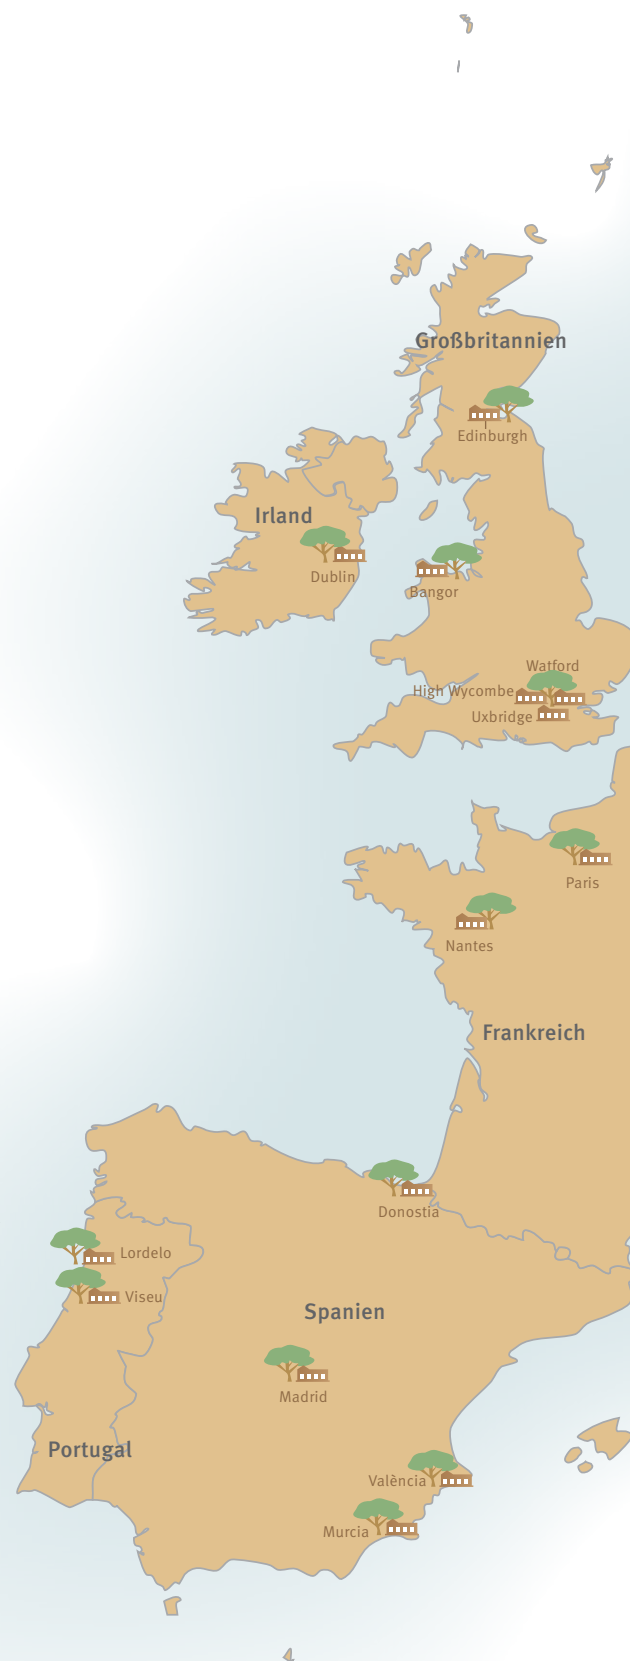 Großbritannien
Edinburgh
Irland
Dublin
Bangor
Watford
High Wycombe
Uxbridge
Paris
Nantes
Frankreich
Donostia
Lordelo
Viseu
Spanien
Madrid
Portugal
València
Murcia